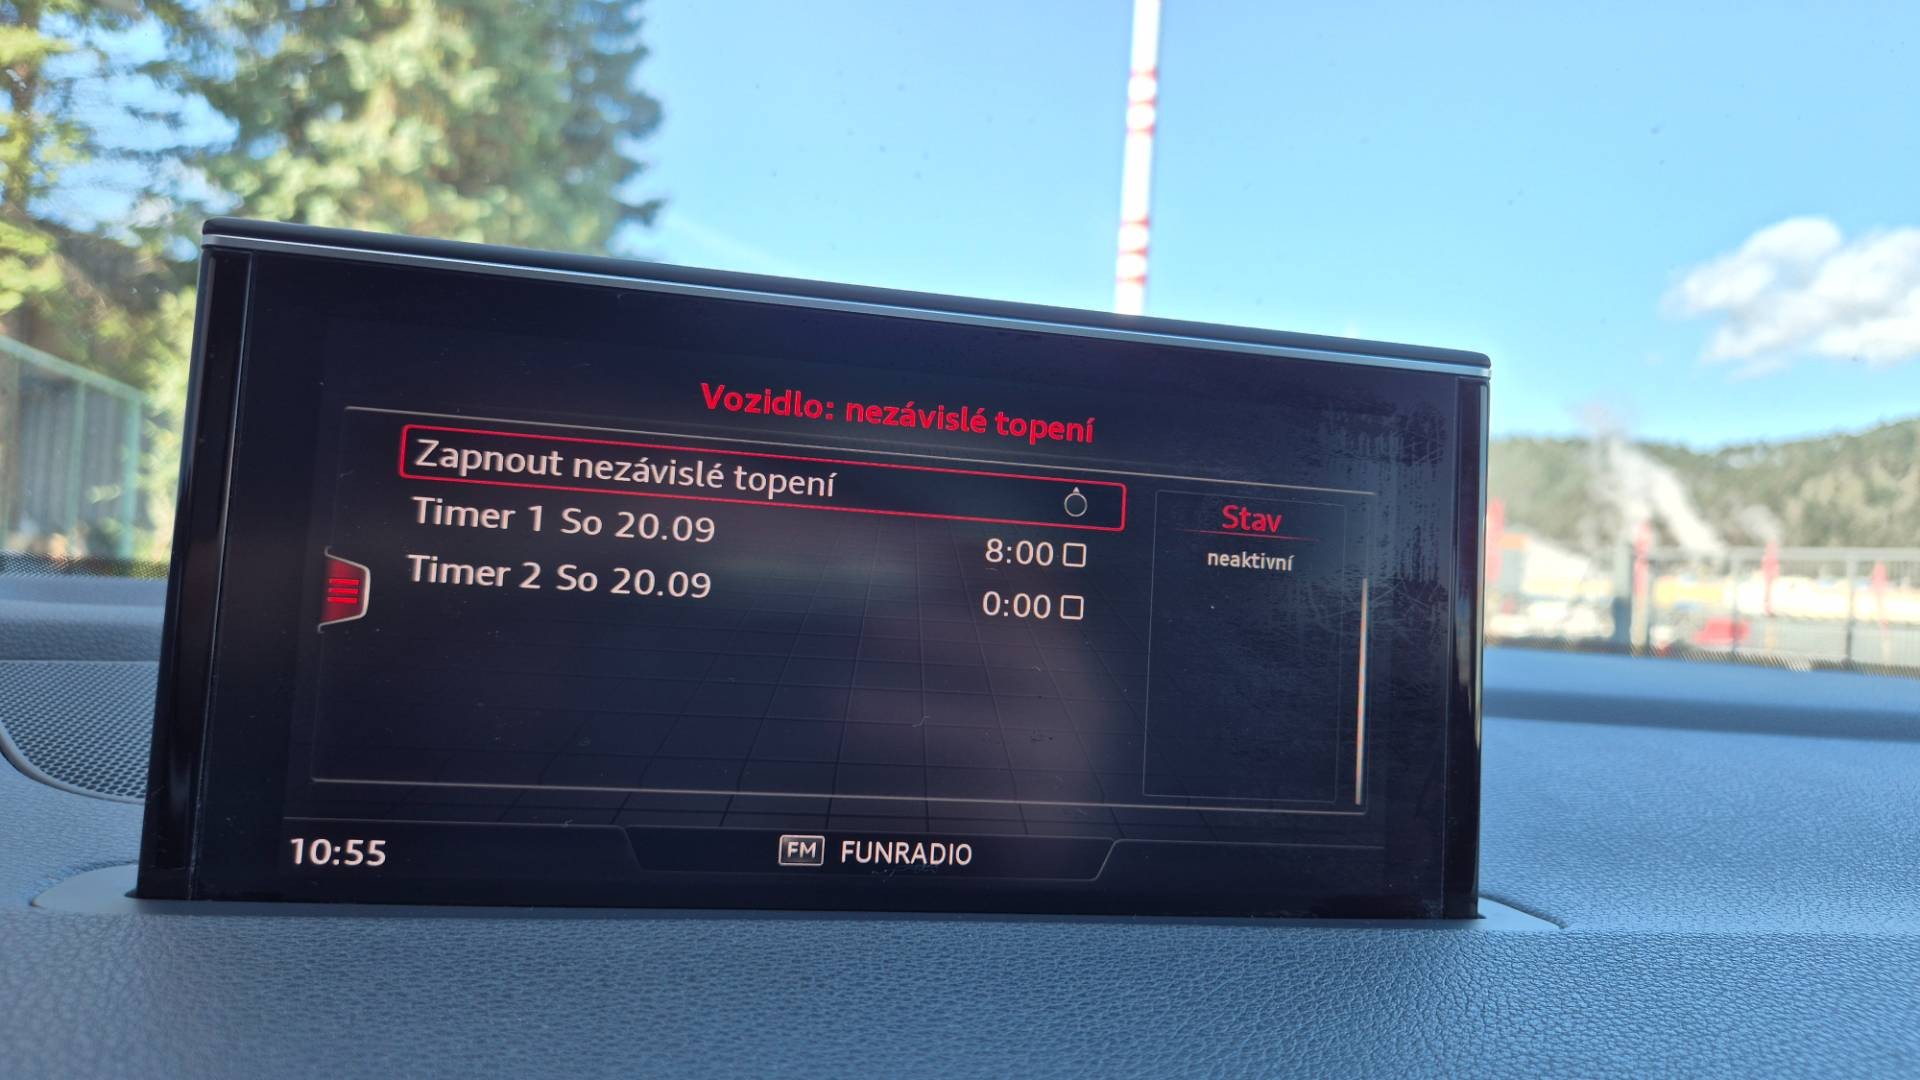 Vozidlo: nezávislé topení
Zapnout nezávislé topení
Timer 1 So 20.09 8:00
Timer 2 So 20.09 0:00
Stav
neaktivní
10:55
FM FUNRADIO